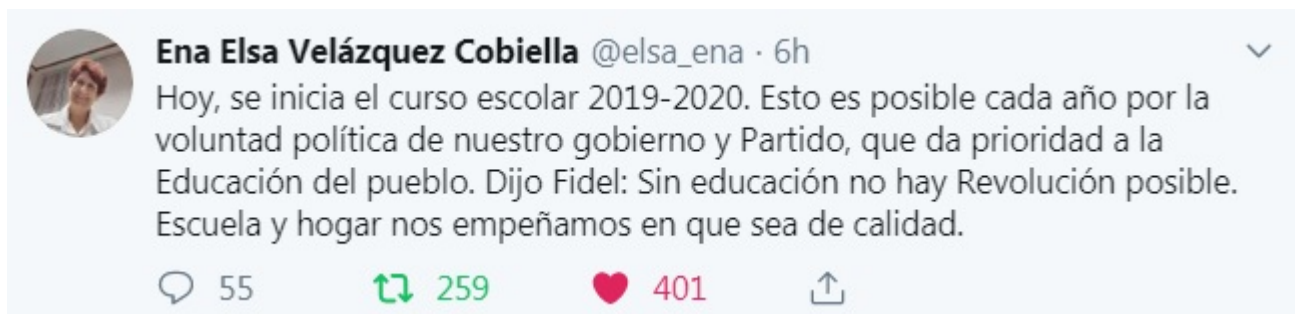 Ena Elsa Velázquez Cobiella @elsa_ena · 6h
Hoy, se inicia el curso escolar 2019-2020. Esto es posible cada año por la
voluntad política de nuestro gobierno y Partido, que da prioridad a la
Educación del pueblo. Dijo Fidel: Sin educación no hay Revolución posible.
Escuela y hogar nos empeñamos en que sea de calidad.
55 259 401